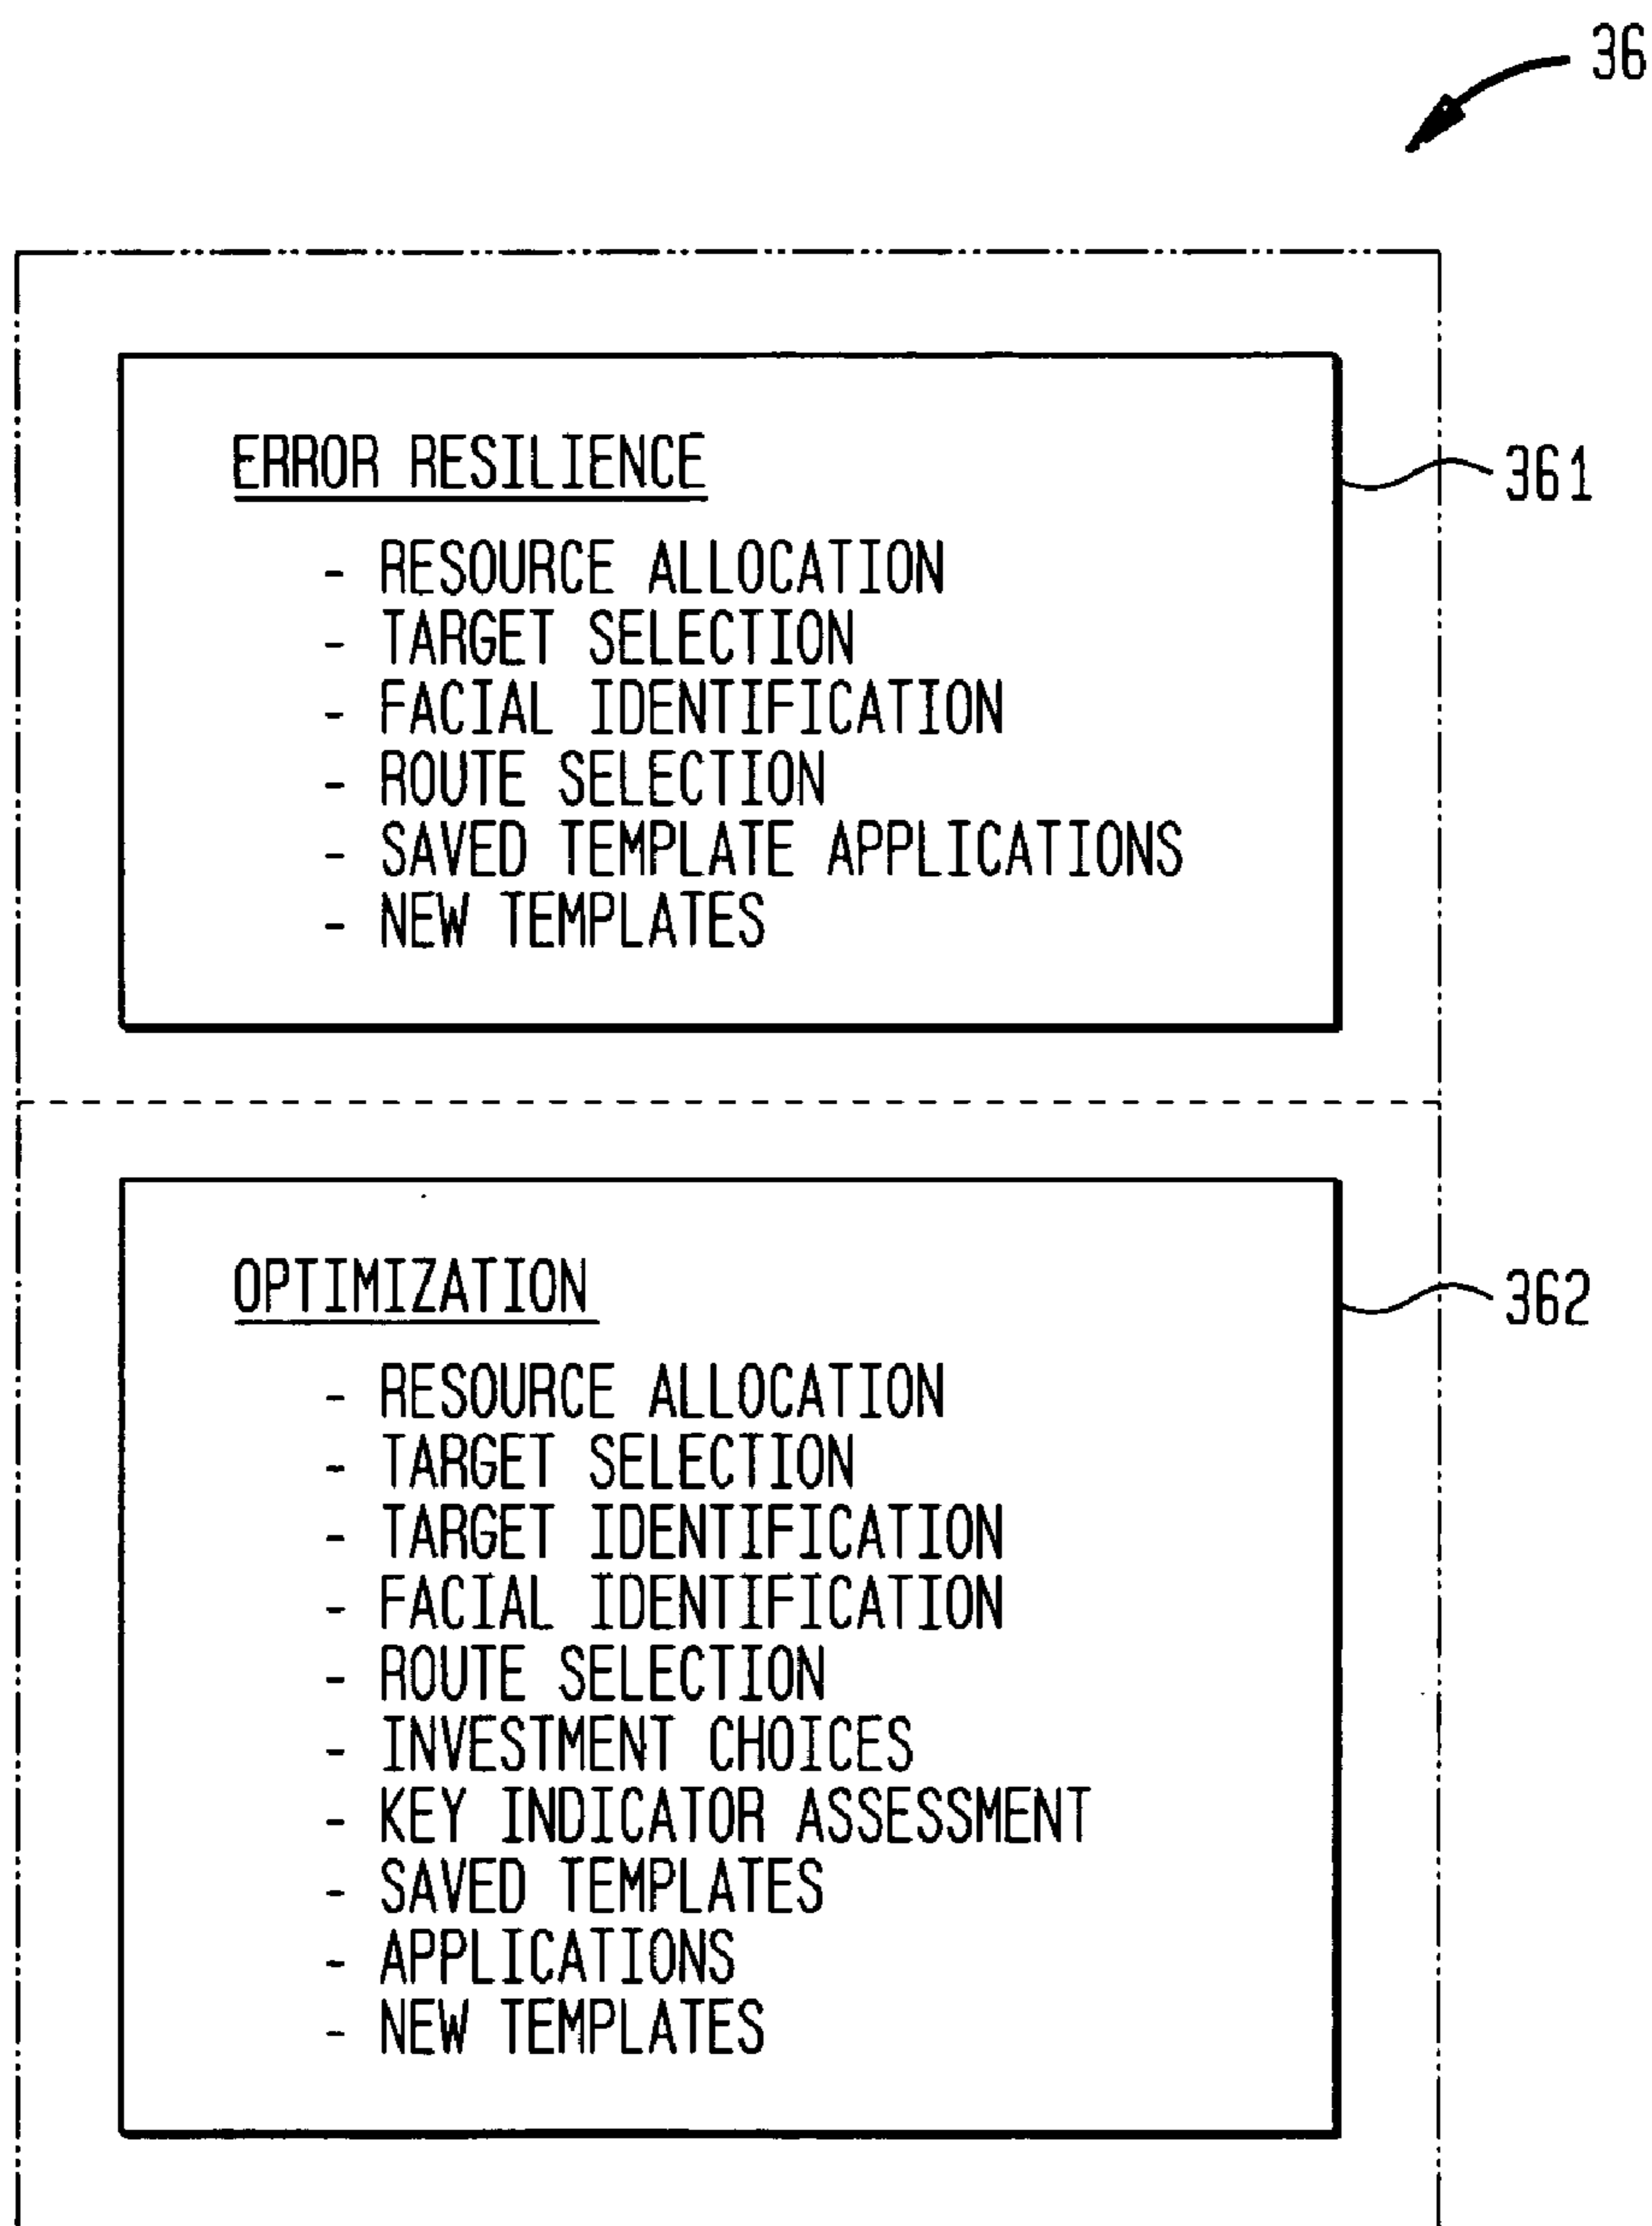 36
ERROR RESILIENCE
361
- RESOURCE ALLOCATION
- TARGET SELECTION
- FACIAL IDENTIFICATION
- ROUTE SELECTION
- SAVED TEMPLATE APPLICATIONS
- NEW TEMPLATES
OPTIMIZATION
362
- RESOURCE ALLOCATION
- TARGET SELECTION
- TARGET IDENTIFICATION
- FACIAL IDENTIFICATION
- ROUTE SELECTION
- INVESTMENT CHOICES
- KEY INDICATOR ASSESSMENT
- SAVED TEMPLATES
- APPLICATIONS
- NEW TEMPLATES